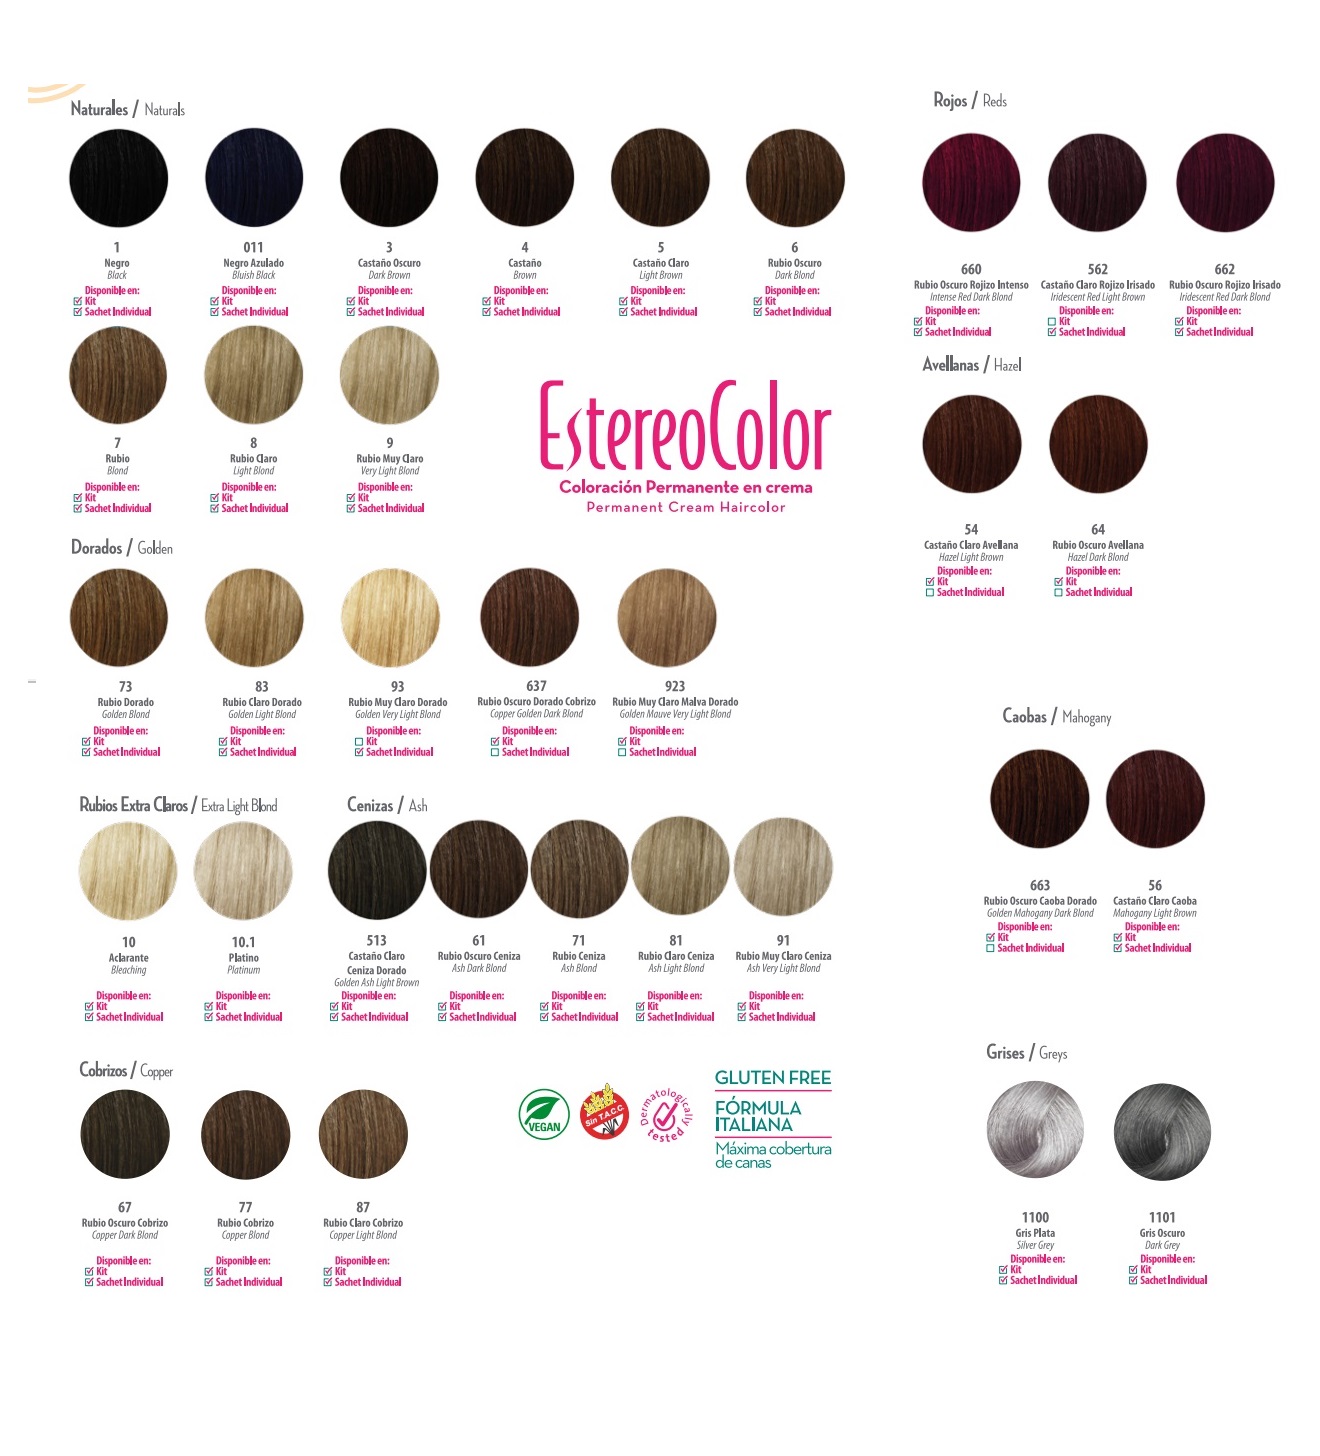 Naturales / Naturals
1
Negro
Black
Disponible en:
Kit
Sachet Individual
011
Negro Azulado
Bluish Black
Disponible en:
Kit
Sachet Individual
3
Castaño Oscuro
Dark Brown
Disponible en:
Kit
Sachet Individual
4
Castaño
Brown
Disponible en:
Kit
Sachet Individual
5
Castaño Claro
Light Brown
Disponible en:
Kit
Sachet Individual
6
Rubio Oscuro
Dark Blond
Disponible en:
Kit
Sachet Individual
7
Rubio
Blond
Disponible en:
Kit
Sachet Individual
8
Rubio Claro
Light Blond
Disponible en:
Kit
Sachet Individual
9
Rubio Muy Claro
Very Light Blond
Disponible en:
Kit
Sachet Individual
EstereoColor
Coloración Permanente en crema
Permanent Cream Haircolor
Rojos / Reds
660
Rubio Oscuro Rojizo Intenso
Intense Red Dark Blond
Disponible en:
Kit
Sachet Individual
562
Castaño Claro Rojizo Irisado
Iridescent Red Light Brown
Disponible en:
Kit
Sachet Individual
662
Rubio Oscuro Rojizo Irisado
Iridescent Red Dark Blond
Disponible en:
Kit
Sachet Individual
Avellanas / Hazel
54
Castaño Claro Avellana
Hazel Light Brown
Disponible en:
Kit
Sachet Individual
64
Rubio Oscuro Avellana
Hazel Dark Blond
Disponible en:
Kit
Sachet Individual
Dorados / Golden
73
Rubio Dorado
Golden Blond
Disponible en:
Kit
Sachet Individual
83
Rubio Claro Dorado
Golden Light Blond
Disponible en:
Kit
Sachet Individual
93
Rubio Muy Claro Dorado
Golden Very Light Blond
Disponible en:
Kit
Sachet Individual
637
Rubio Oscuro Dorado Cobrizo
Copper Golden Dark Blond
Disponible en:
Kit
Sachet Individual
923
Rubio Muy Claro Malva Dorado
Golden Mauve Very Light Blond
Disponible en:
Kit
Sachet Individual
Caobas / Mahogany
663
Rubio Oscuro Caoba Dorado
Golden Mahogany Dark Blond
Disponible en:
Kit
Sachet Individual
56
Castaño Claro Caoba
Mahogany Light Brown
Disponible en:
Kit
Sachet Individual
Rubios Extra Claros / Extra Light Blond
10
Aclarante
Bleaching
Disponible en:
Kit
Sachet Individual
10.1
Platino
Platinum
Disponible en:
Kit
Sachet Individual
Cenizas / Ash
513
Castaño Claro
Ceniza Dorado
Golden Ash Light Brown
Disponible en:
Kit
Sachet Individual
61
Rubio Oscuro Ceniza
Ash Dark Blond
Disponible en:
Kit
Sachet Individual
71
Rubio Ceniza
Ash Blond
Disponible en:
Kit
Sachet Individual
81
Rubio Claro Ceniza
Ash Light Blond
Disponible en:
Kit
Sachet Individual
91
Rubio Muy Claro Ceniza
Ash Very Light Blond
Disponible en:
Kit
Sachet Individual
Cobrizos / Copper
67
Rubio Oscuro Cobrizo
Copper Dark Blond
Disponible en:
Kit
Sachet Individual
77
Rubio Cobrizo
Copper Blond
Disponible en:
Kit
Sachet Individual
87
Rubio Claro Cobrizo
Copper Light Blond
Disponible en:
Kit
Sachet Individual
VEGAN
Sin T.A.C.C.
Dermatologically
tested
GLUTEN FREE
FÓRMULA
ITALIANA
Máxima cobertura
de canas
Grises / Greys
1100
Gris Plata
Silver Grey
Disponible en:
Kit
Sachet Individual
1101
Gris Oscuro
Dark Grey
Disponible en:
Kit
Sachet Individual